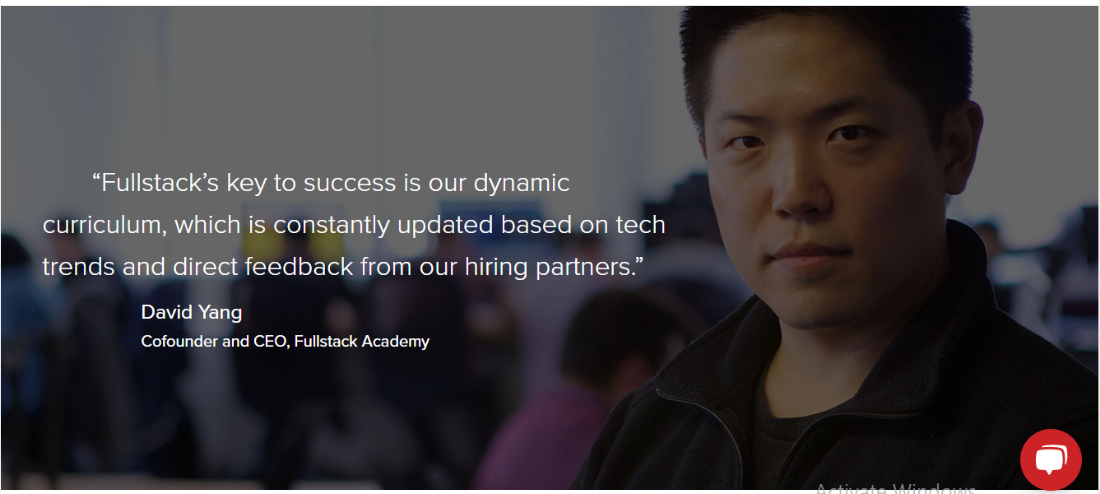 “Fullstack’s key to success is our dynamic
curriculum, which is constantly updated based on tech
trends and direct feedback from our hiring partners.”
David Yang
Cofounder and CEO, Fullstack Academy
Activate Windows